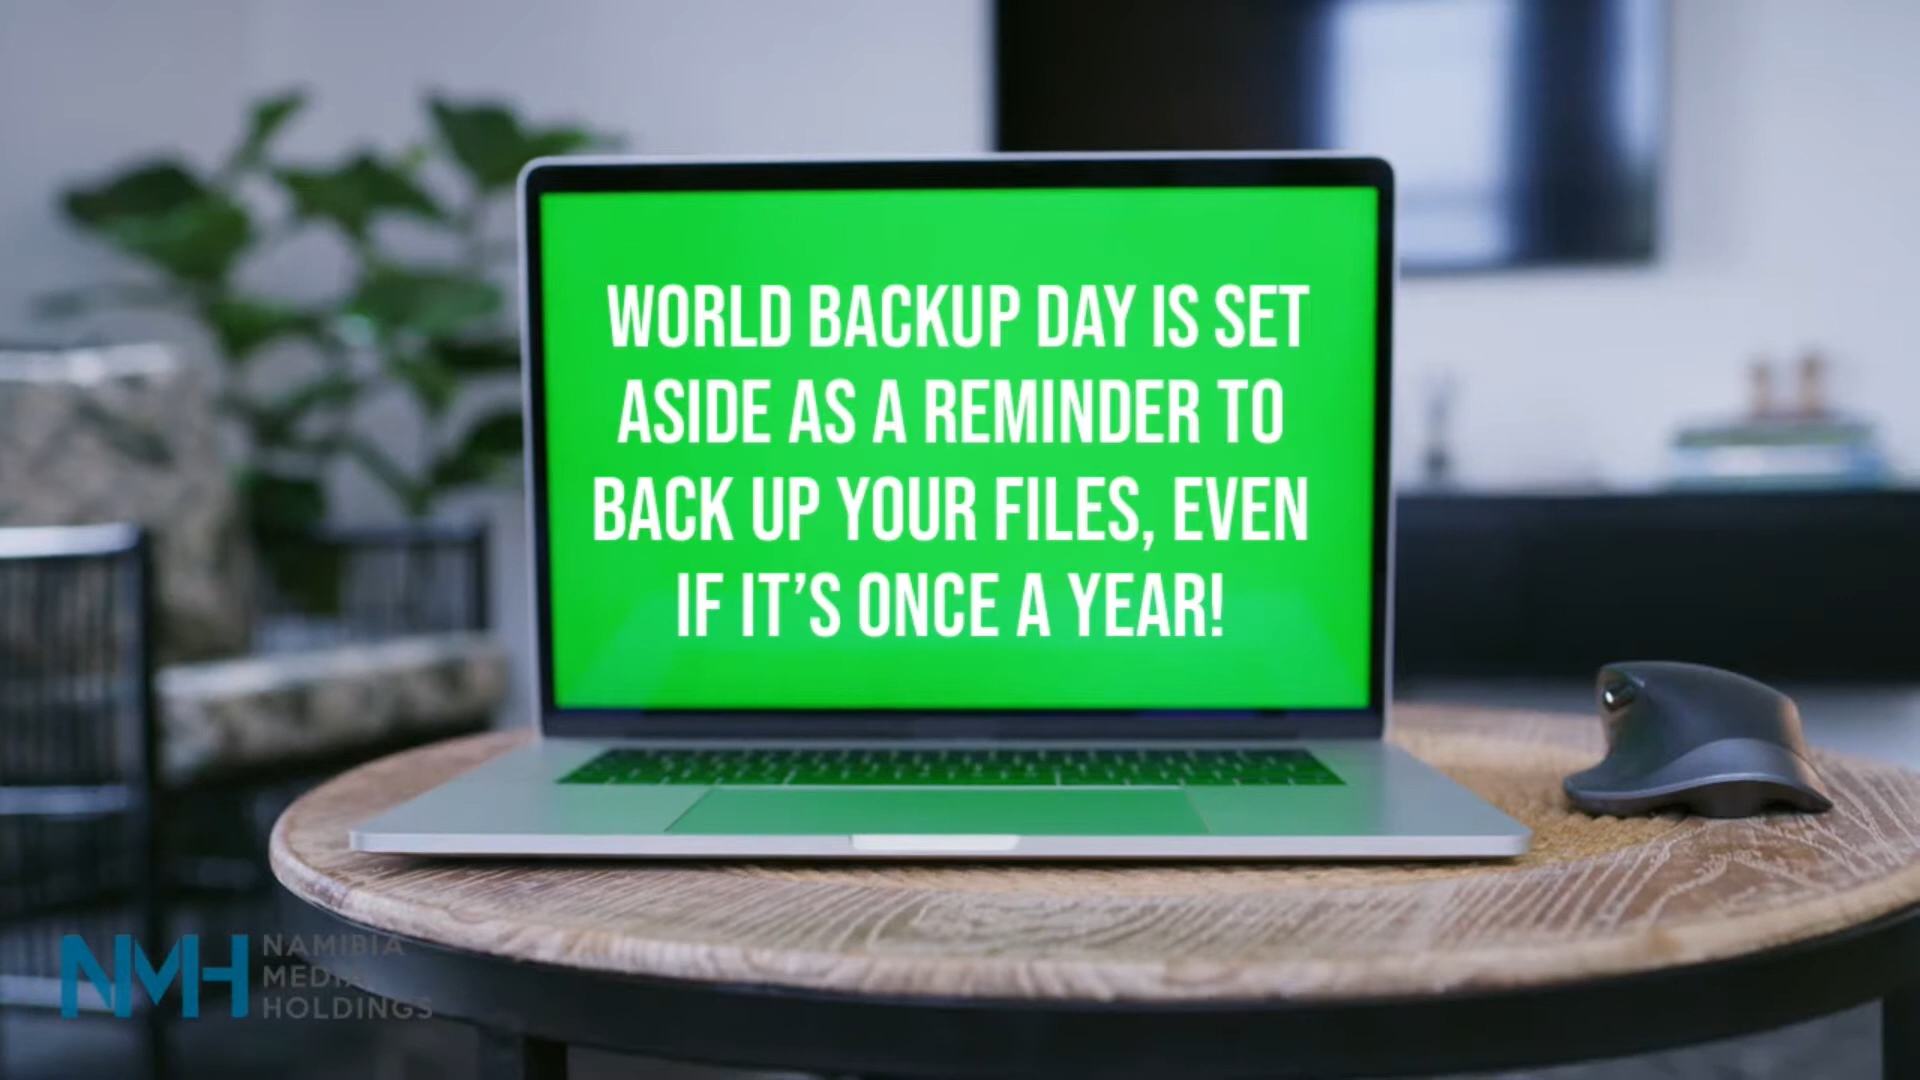 WORLD BACKUP DAY IS SET
ASIDE AS A REMINDER TO
BACK UP YOUR FILES, EVEN
IF IT'S ONCE A YEAR!
NMH
NAMIBIA
MEDIA
HOLDINGS